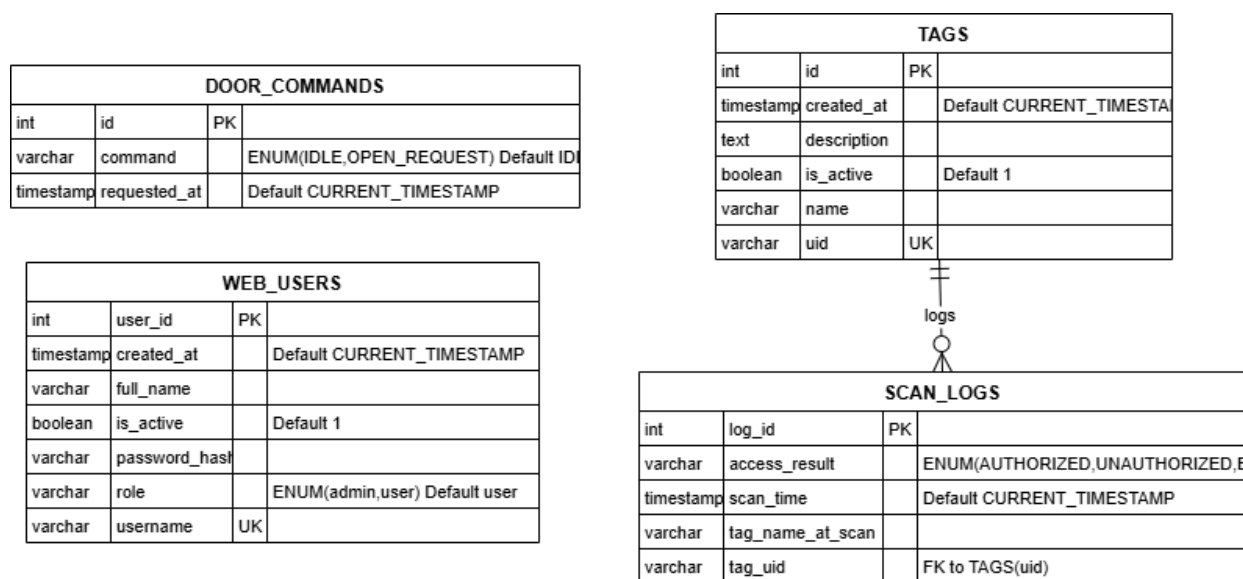 DOOR_COMMANDS
int id PK
varchar command ENUM(IDLE,OPEN_REQUEST) Default IDL
timestamp requested_at Default CURRENT_TIMESTAMP
WEB_USERS
int user_id PK
timestamp created_at Default CURRENT_TIMESTAMP
varchar full_name
boolean is_active Default 1
varchar password_hash
varchar role ENUM(admin,user) Default user
varchar username UK
TAGS
int id PK
timestamp created_at Default CURRENT_TIMESTA
text description
boolean is_active Default 1
varchar name
varchar uid UK
logs
SCAN_LOGS
int log_id PK
varchar access_result ENUM(AUTHORIZED,UNAUTHORIZED,E
timestamp scan_time Default CURRENT_TIMESTAMP
varchar tag_name_at_scan
varchar tag_uid FK to TAGS(uid)